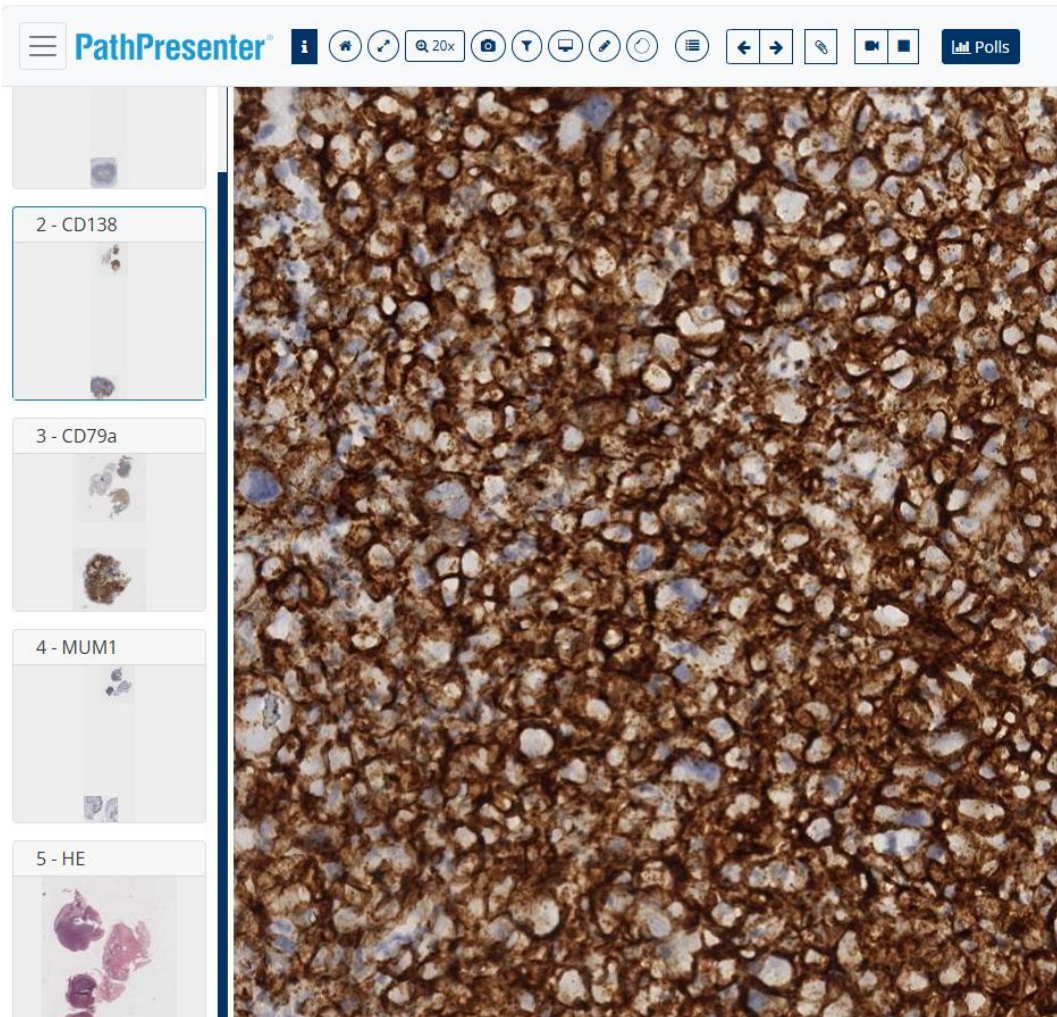 PathPresenter®
i
20x
Polls
2 - CD138
3 - CD79a
4 - MUM1
5 - HE